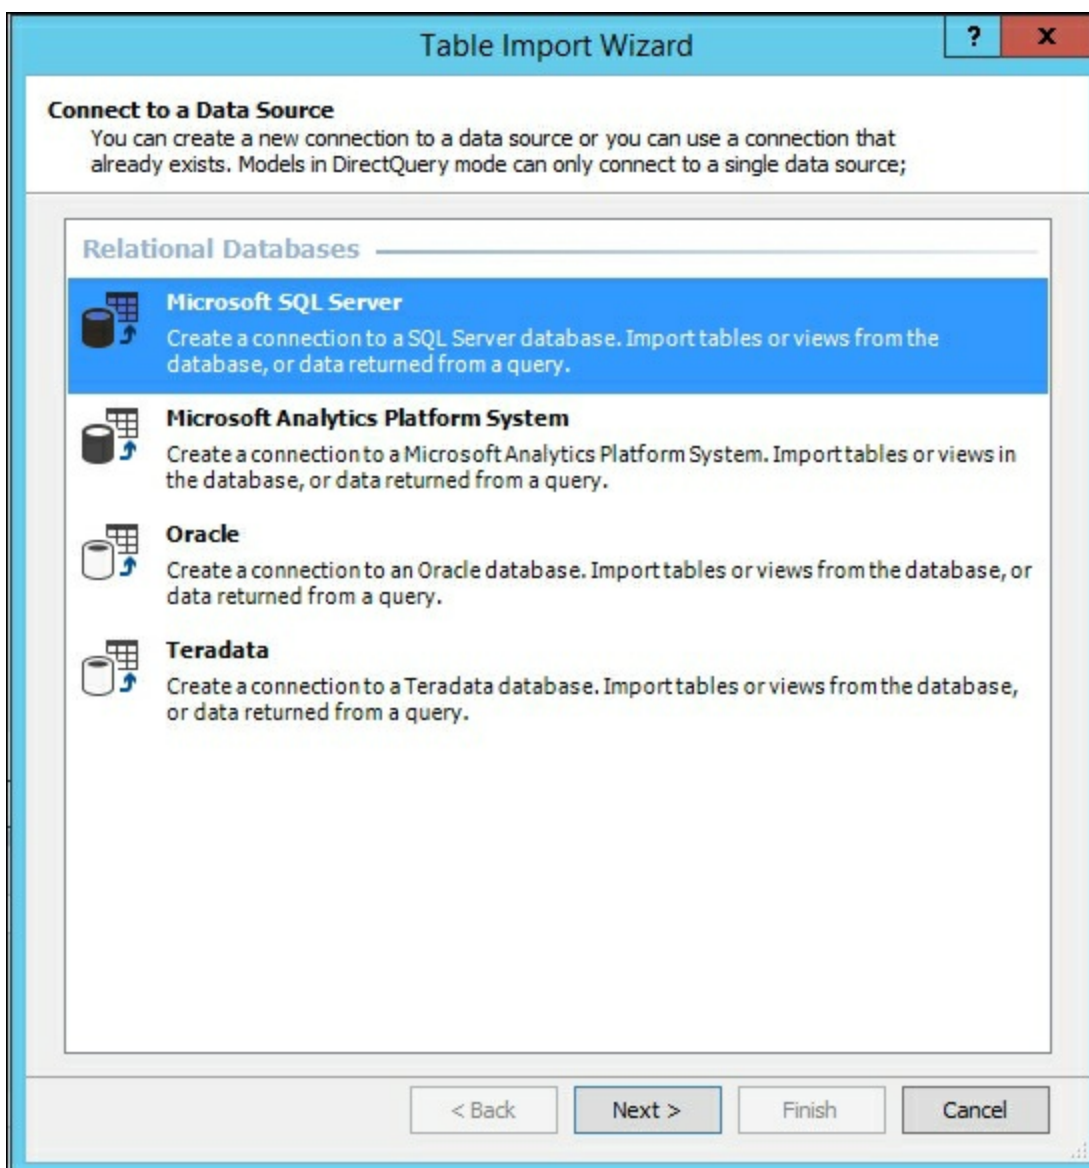 Table Import Wizard
?
x
Connect to a Data Source
You can create a new connection to a data source or you can use a connection that
already exists. Models in DirectQuery mode can only connect to a single data source;
Relational Databases
Microsoft SQL Server
Create a connection to a SQL Server database. Import tables or views from the
database, or data returned from a query.
Microsoft Analytics Platform System
Create a connection to a Microsoft Analytics Platform System. Import tables or views in
the database, or data returned from a query.
Oracle
Create a connection to an Oracle database. Import tables or views from the database, or
data returned from a query.
Teradata
Create a connection to a Teradata database. Import tables or views from the database,
or data returned from a query.
< Back
Next >
Finish
Cancel